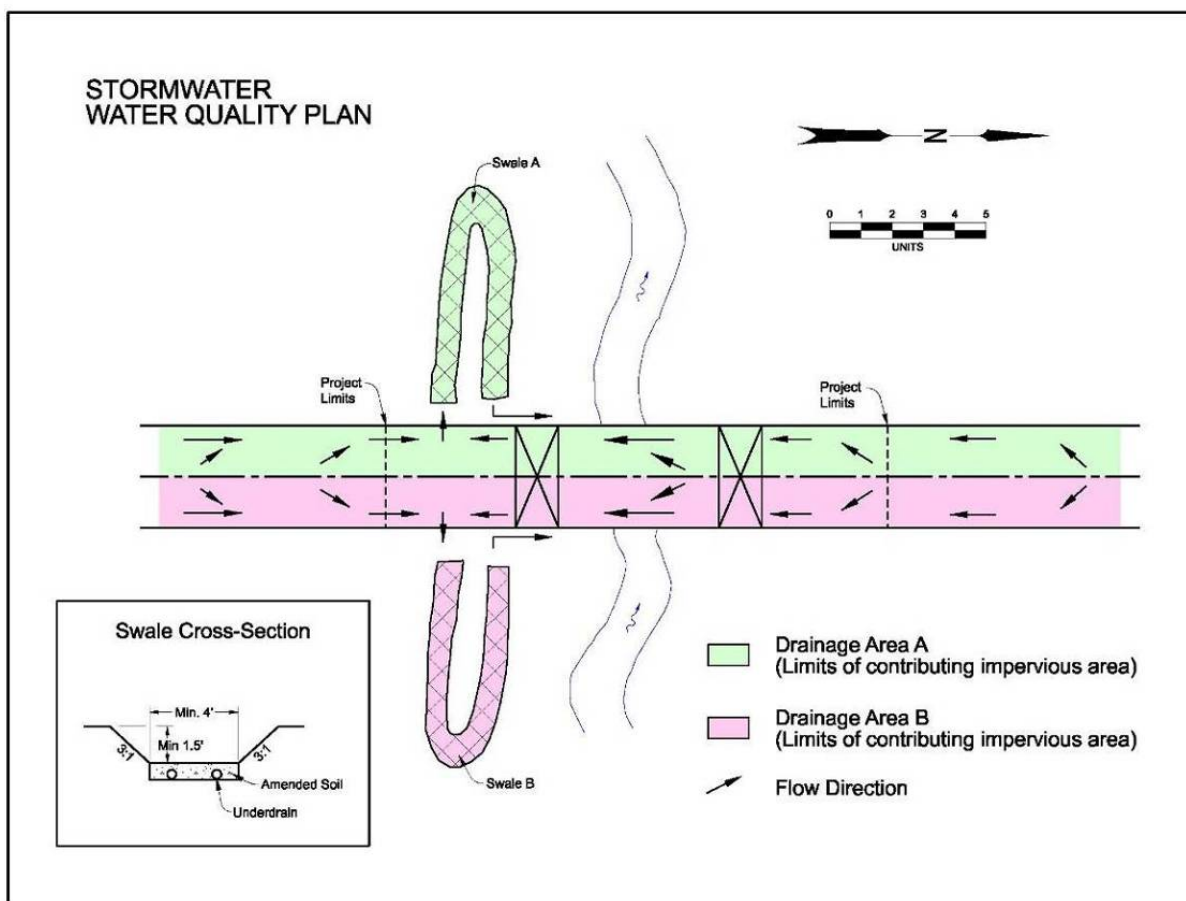 STORMWATER
WATER QUALITY PLAN
Swale A
N
0 1 2 3 4 5
UNITS
Project
Limits
Project
Limits
Swale Cross-Section
Min. 4'
Min 1.5'
3:1
3:1
Amended Soil
Underdrain
Swale B
Drainage Area A
(Limits of contributing impervious area)
Drainage Area B
(Limits of contributing impervious area)
Flow Direction